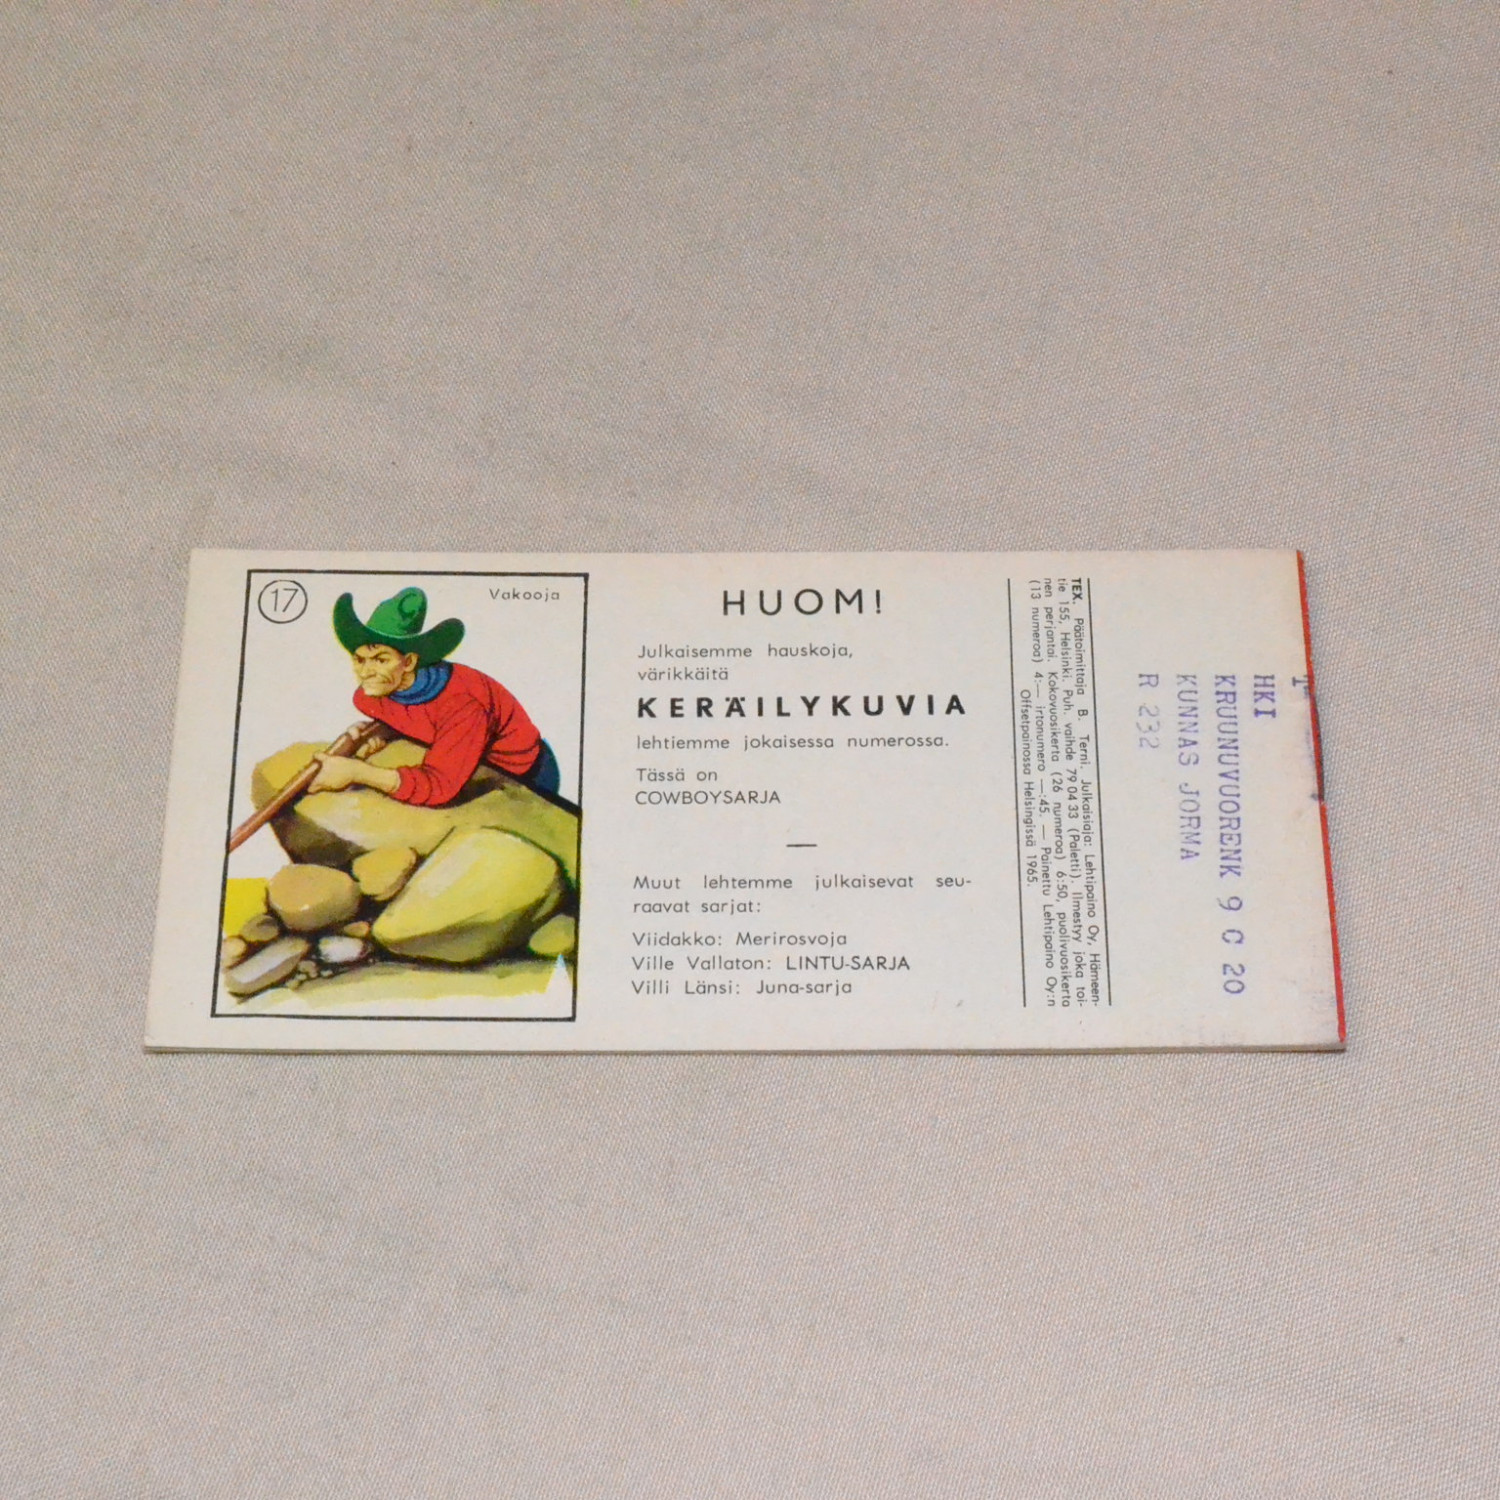 17
Vakooja
HUOM!
Julkaisemme hauskoja,
värikkäitä
KERÄILYKUVIA
lehtiemme jokaisessa numerossa.
Tässä on
COWBOYSARJA
—
Muut lehtemme julkaisevat seu-
raavat sarjat:
Viidakko: Merirosvoja
Ville Vallaton: LINTU-SARJA
Villi Länsi: Juna-sarja
TEX. Päätoimittaja B. Terni. Julkaisija: Lehtipaino Oy, Hämeen-
tie 155, Helsinki. Puh. vaihde 79 04 33 (Paletti). Ilmestyy joka toi-
nen perjantai. Kokovuosikerta (26 numeroa) 6:50, puolivuosikerta
(13 numeroa) 4:— irtonumero —:45. — Painettu Lehtipaino Oy:n
Offsetpainossa Helsingissä 1965.
HKI
KRUUNUVUORENK 9 C 20
KUNNAS JORMA
R 232